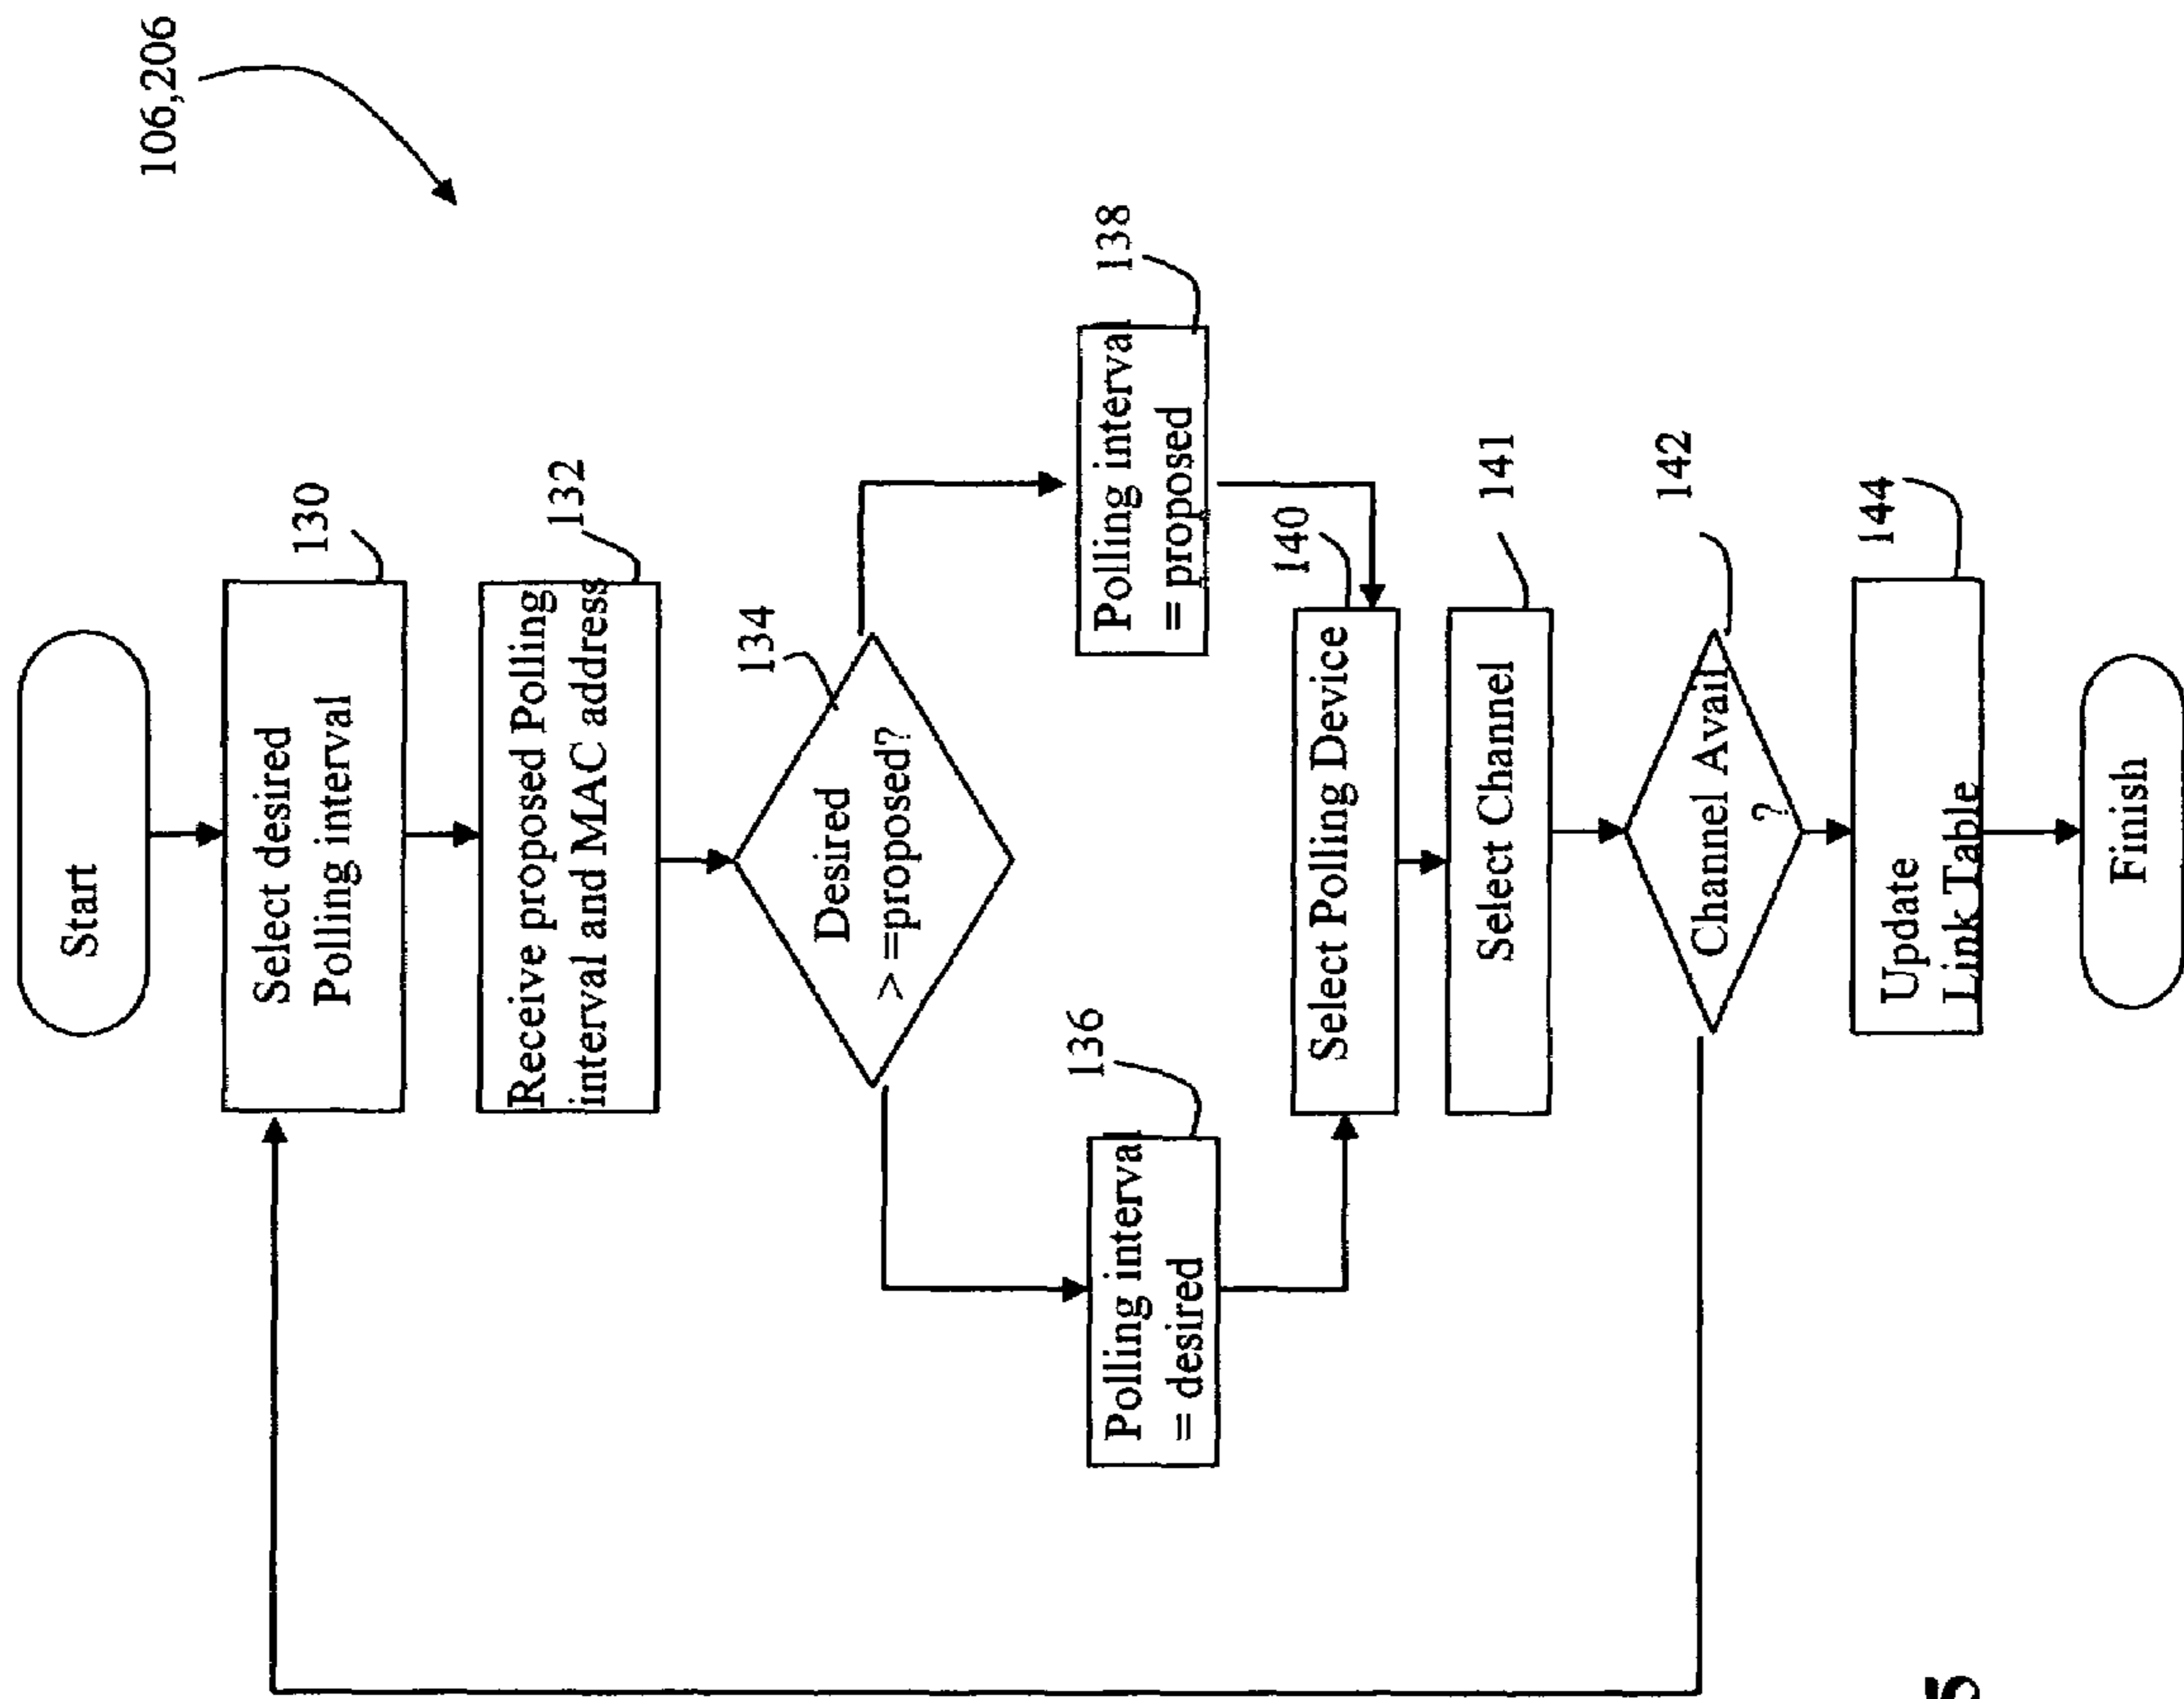 106,206
Start
130
Select desired
Polling interval
132
Receive proposed Polling
interval and MAC address
134
Desired
>=proposed?
136
Polling interval
= desired
138
Polling interval
= proposed
140
Select Polling Device
141
Select Channel
142
Channel Avail
?
144
Update
Link Table
Finish